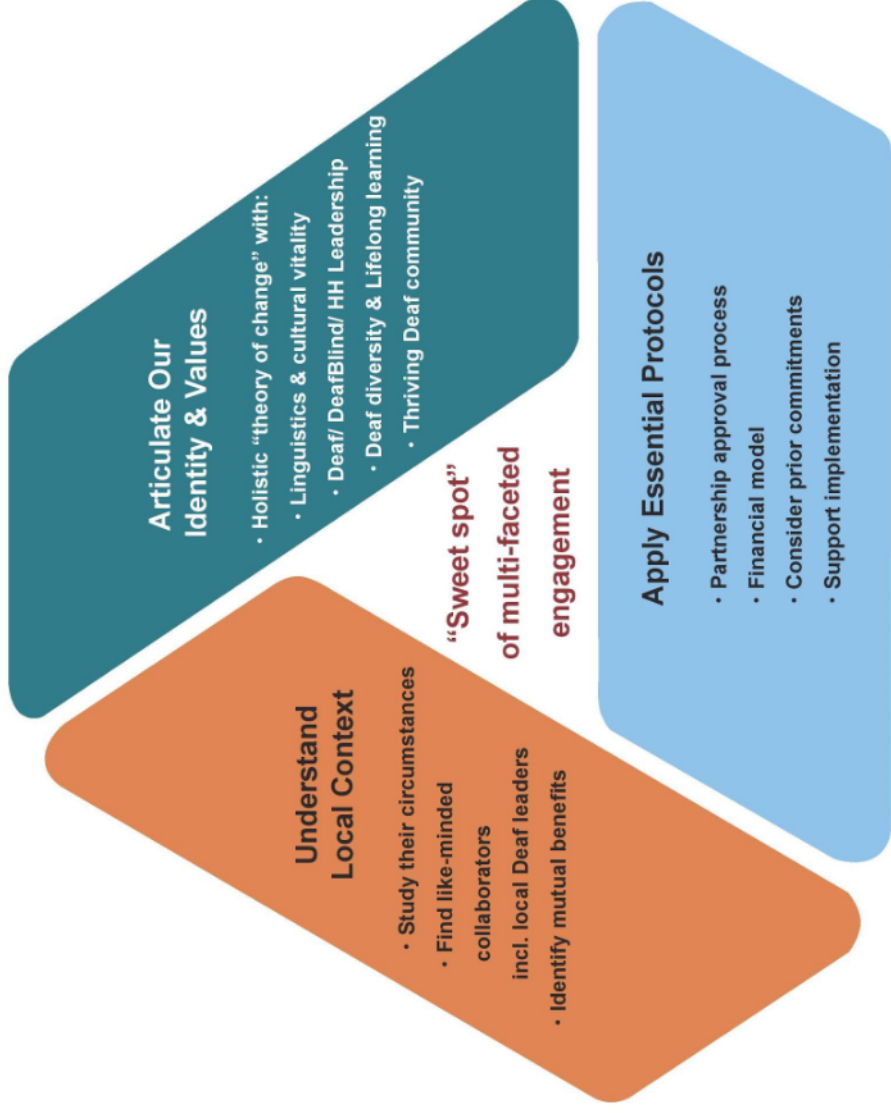 Articulate Our
Identity & Values
· Holistic “theory of change” with:
· Linguistics & cultural vitality
· Deaf/ DeafBlind/ HH Leadership
· Deaf diversity & Lifelong learning
· Thriving Deaf community
Understand
Local Context
· Study their circumstances
· Find like-minded
collaborators
incl. local Deaf leaders
· Identify mutual benefits
“Sweet spot”
of multi-faceted
engagement
Apply Essential Protocols
· Partnership approval process
· Financial model
· Consider prior commitments
· Support implementation